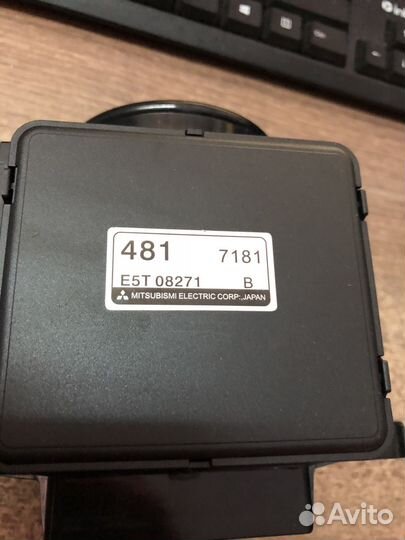 481 7181
E5T 08271 B
MITSUBISMI ELECTRIC CORP:,JAPAN
Avito